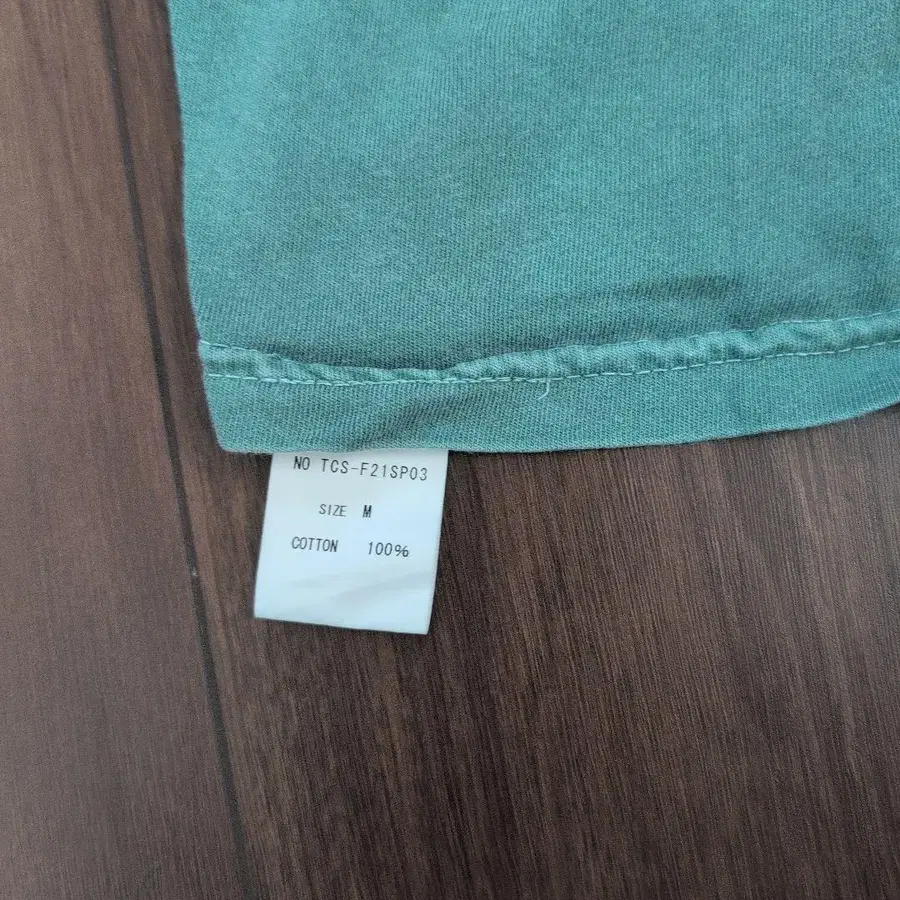 NO TCS-F21SP03
SIZE M
COTTON 100%